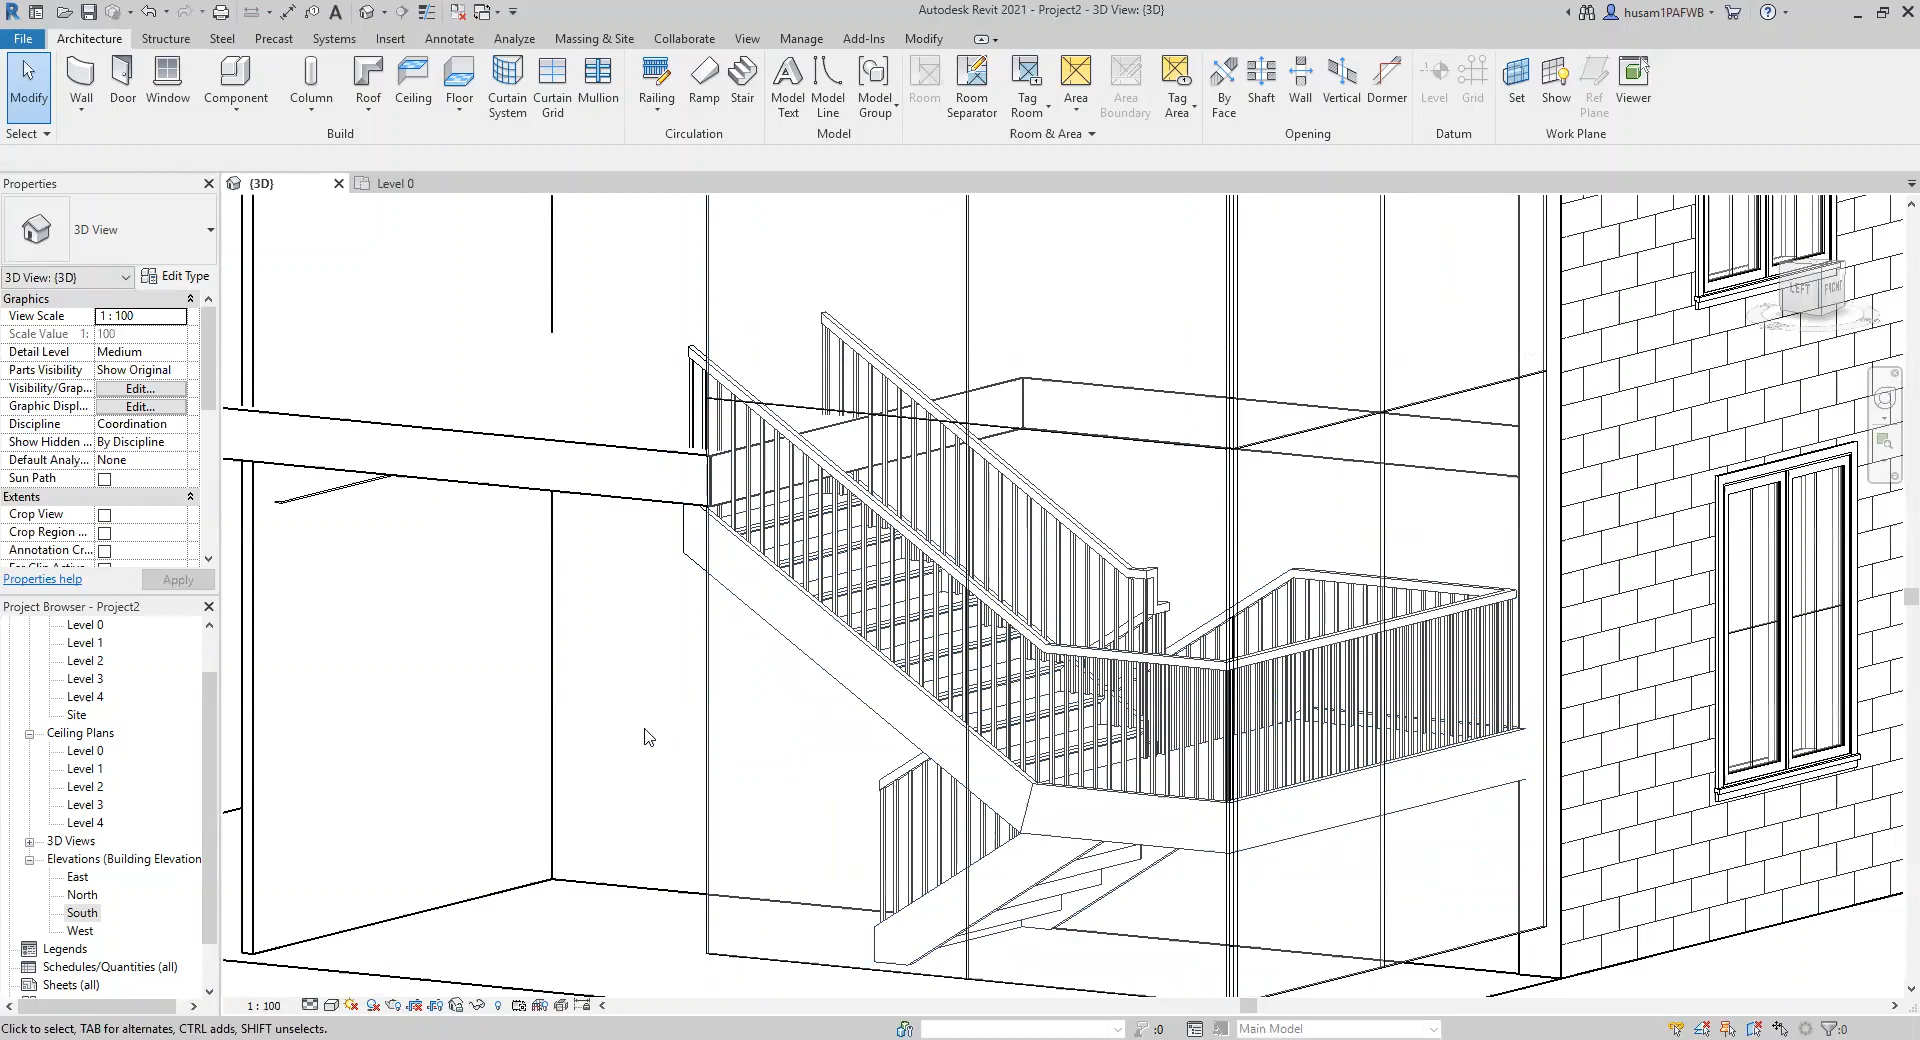 Autodesk Revit 2021 - Project2 - 3D View: {3D}
husam1PAFWB
File Architecture Structure Steel Precast Systems Insert Annotate Analyze Massing & Site Collaborate View Manage Add-Ins Modify
Modify
Wall
Door
Window
Component
Column
Roof
Ceiling
Floor
Curtain System
Curtain Grid
Mullion
Railing
Ramp
Stair
Model Text
Model Line
Model Group
Room
Room Separator
Tag Room
Area
Area Boundary
Tag Area
By Face
Shaft
Wall
Vertical
Dormer
Level
Grid
Set
Show
Ref Plane
Viewer
Select
Build
Circulation
Model
Room & Area
Opening
Datum
Work Plane
Properties
{3D}
Level 0
3D View
3D View: {3D}
Edit Type
Graphics
View Scale 1 : 100
Scale Value 1: 100
Detail Level Medium
Parts Visibility Show Original
Visibility/Grap... Edit...
Graphic Displ... Edit...
Discipline Coordination
Show Hidden ... By Discipline
Default Analy... None
Sun Path
Extents
Crop View
Crop Region ...
Annotation Cr...
Properties help
Apply
Project Browser - Project2
Level 0
Level 1
Level 2
Level 3
Level 4
Site
Ceiling Plans
Level 0
Level 1
Level 2
Level 3
Level 4
3D Views
Elevations (Building Elevation
East
North
South
West
Legends
Schedules/Quantities (all)
Sheets (all)
LEFT FRONT
1 : 100
Click to select, TAB for alternates, CTRL adds, SHIFT unselects.
:0
Main Model
:0